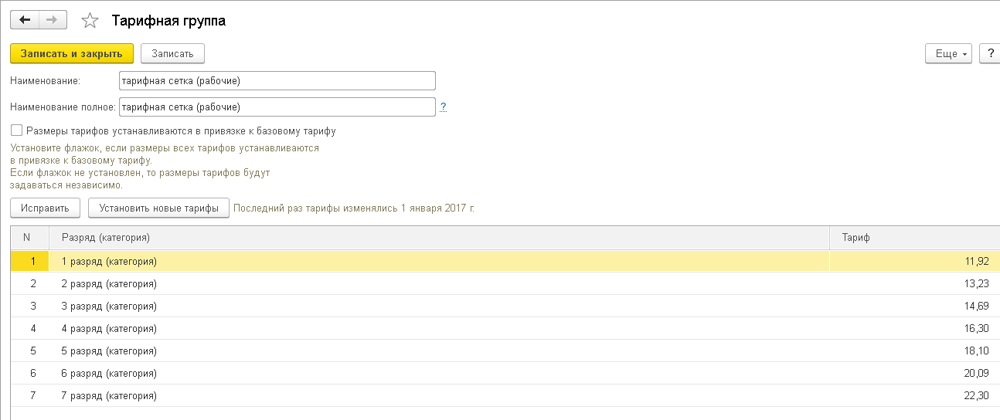 Тарифная группа
Записать и закрыть Записать Еще ?
Наименование: тарифная сетка (рабочие)
Наименование полное: тарифная сетка (рабочие) ?
Размеры тарифов устанавливаются в привязке к базовому тарифу
Установите флажок, если размеры всех тарифов устанавливаются
в привязке к базовому тарифу.
Если флажок не установлен, то размеры тарифов будут
задаваться независимо.
Исправить Установить новые тарифы Последний раз тарифы изменялись 1 января 2017 г.
N Разряд (категория) Тариф
1 1 разряд (категория) 11,92
2 2 разряд (категория) 13,23
3 3 разряд (категория) 14,69
4 4 разряд (категория) 16,30
5 5 разряд (категория) 18,10
6 6 разряд (категория) 20,09
7 7 разряд (категория) 22,30